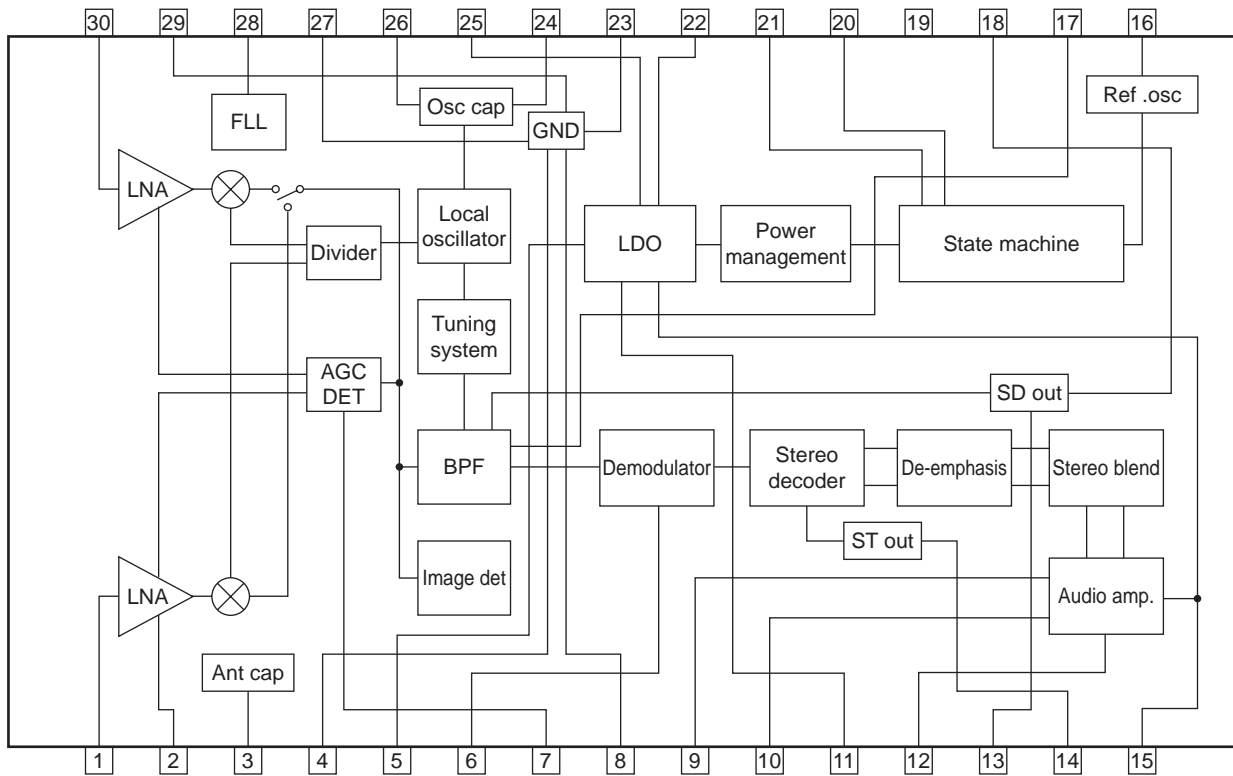 30 29 28 27 26 25 24 23 22 21 20 19 18 17 16
Osc cap
Ref .osc
FLL
GND
LNA
Local
oscillator
Divider
LDO
Power
management
State machine
Tuning
system
AGC
DET
SD out
BPF
Demodulator
Stereo
decoder
De-emphasis
Stereo blend
ST out
Image det
LNA
Audio amp.
Ant cap
1 2 3 4 5 6 7 8 9 10 11 12 13 14 15